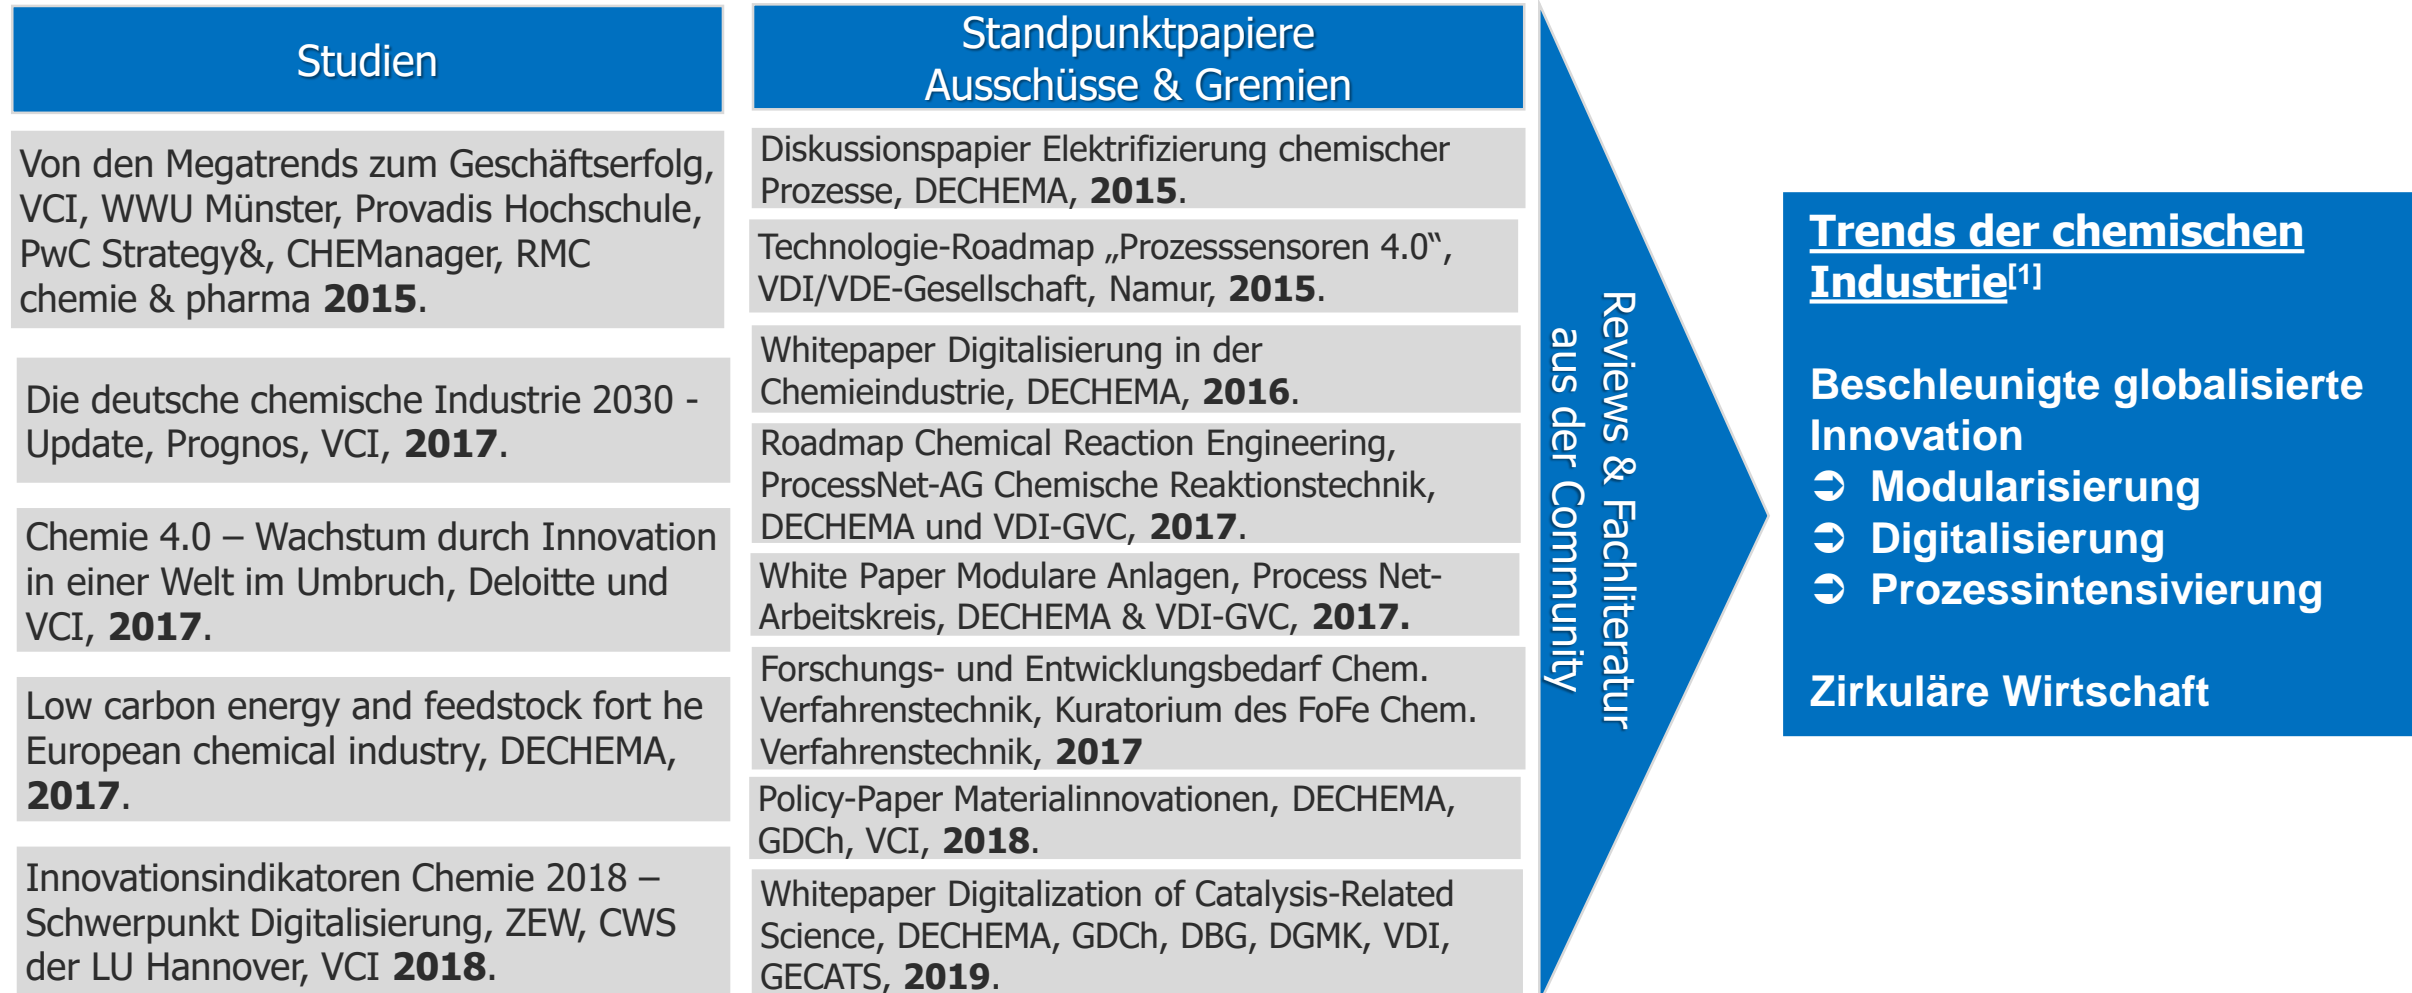 Studien
Von den Megatrends zum Geschäftserfolg,
VCI, WWU Münster, Provadis Hochschule,
PwC Strategy&, CHEManager, RMC
chemie & pharma 2015.
Die deutsche chemische Industrie 2030 -
Update, Prognos, VCI, 2017.
Chemie 4.0 – Wachstum durch Innovation
in einer Welt im Umbruch, Deloitte und
VCI, 2017.
Low carbon energy and feedstock fort he
European chemical industry, DECHEMA,
2017.
Innovationsindikatoren Chemie 2018 –
Schwerpunkt Digitalisierung, ZEW, CWS
der LU Hannover, VCI 2018.
Standpunktpapiere
Ausschüsse & Gremien
Diskussionspapier Elektrifizierung chemischer
Prozesse, DECHEMA, 2015.
Technologie-Roadmap „Prozesssensoren 4.0“,
VDI/VDE-Gesellschaft, Namur, 2015.
Whitepaper Digitalisierung in der
Chemieindustrie, DECHEMA, 2016.
Roadmap Chemical Reaction Engineering,
ProcessNet-AG Chemische Reaktionstechnik,
DECHEMA und VDI-GVC, 2017.
White Paper Modulare Anlagen, Process Net-
Arbeitskreis, DECHEMA & VDI-GVC, 2017.
Forschungs- und Entwicklungsbedarf Chem.
Verfahrenstechnik, Kuratorium des FoFe Chem.
Verfahrenstechnik, 2017
Policy-Paper Materialinnovationen, DECHEMA,
GDCh, VCI, 2018.
Whitepaper Digitalization of Catalysis-Related
Science, DECHEMA, GDCh, DBG, DGMK, VDI,
GECATS, 2019.
Reviews & Fachliteratur
aus der Community
Trends der chemischen
Industrie[1]
Beschleunigte globalisierte
Innovation
➲ Modularisierung
➲ Digitalisierung
➲ Prozessintensivierung
Zirkuläre Wirtschaft